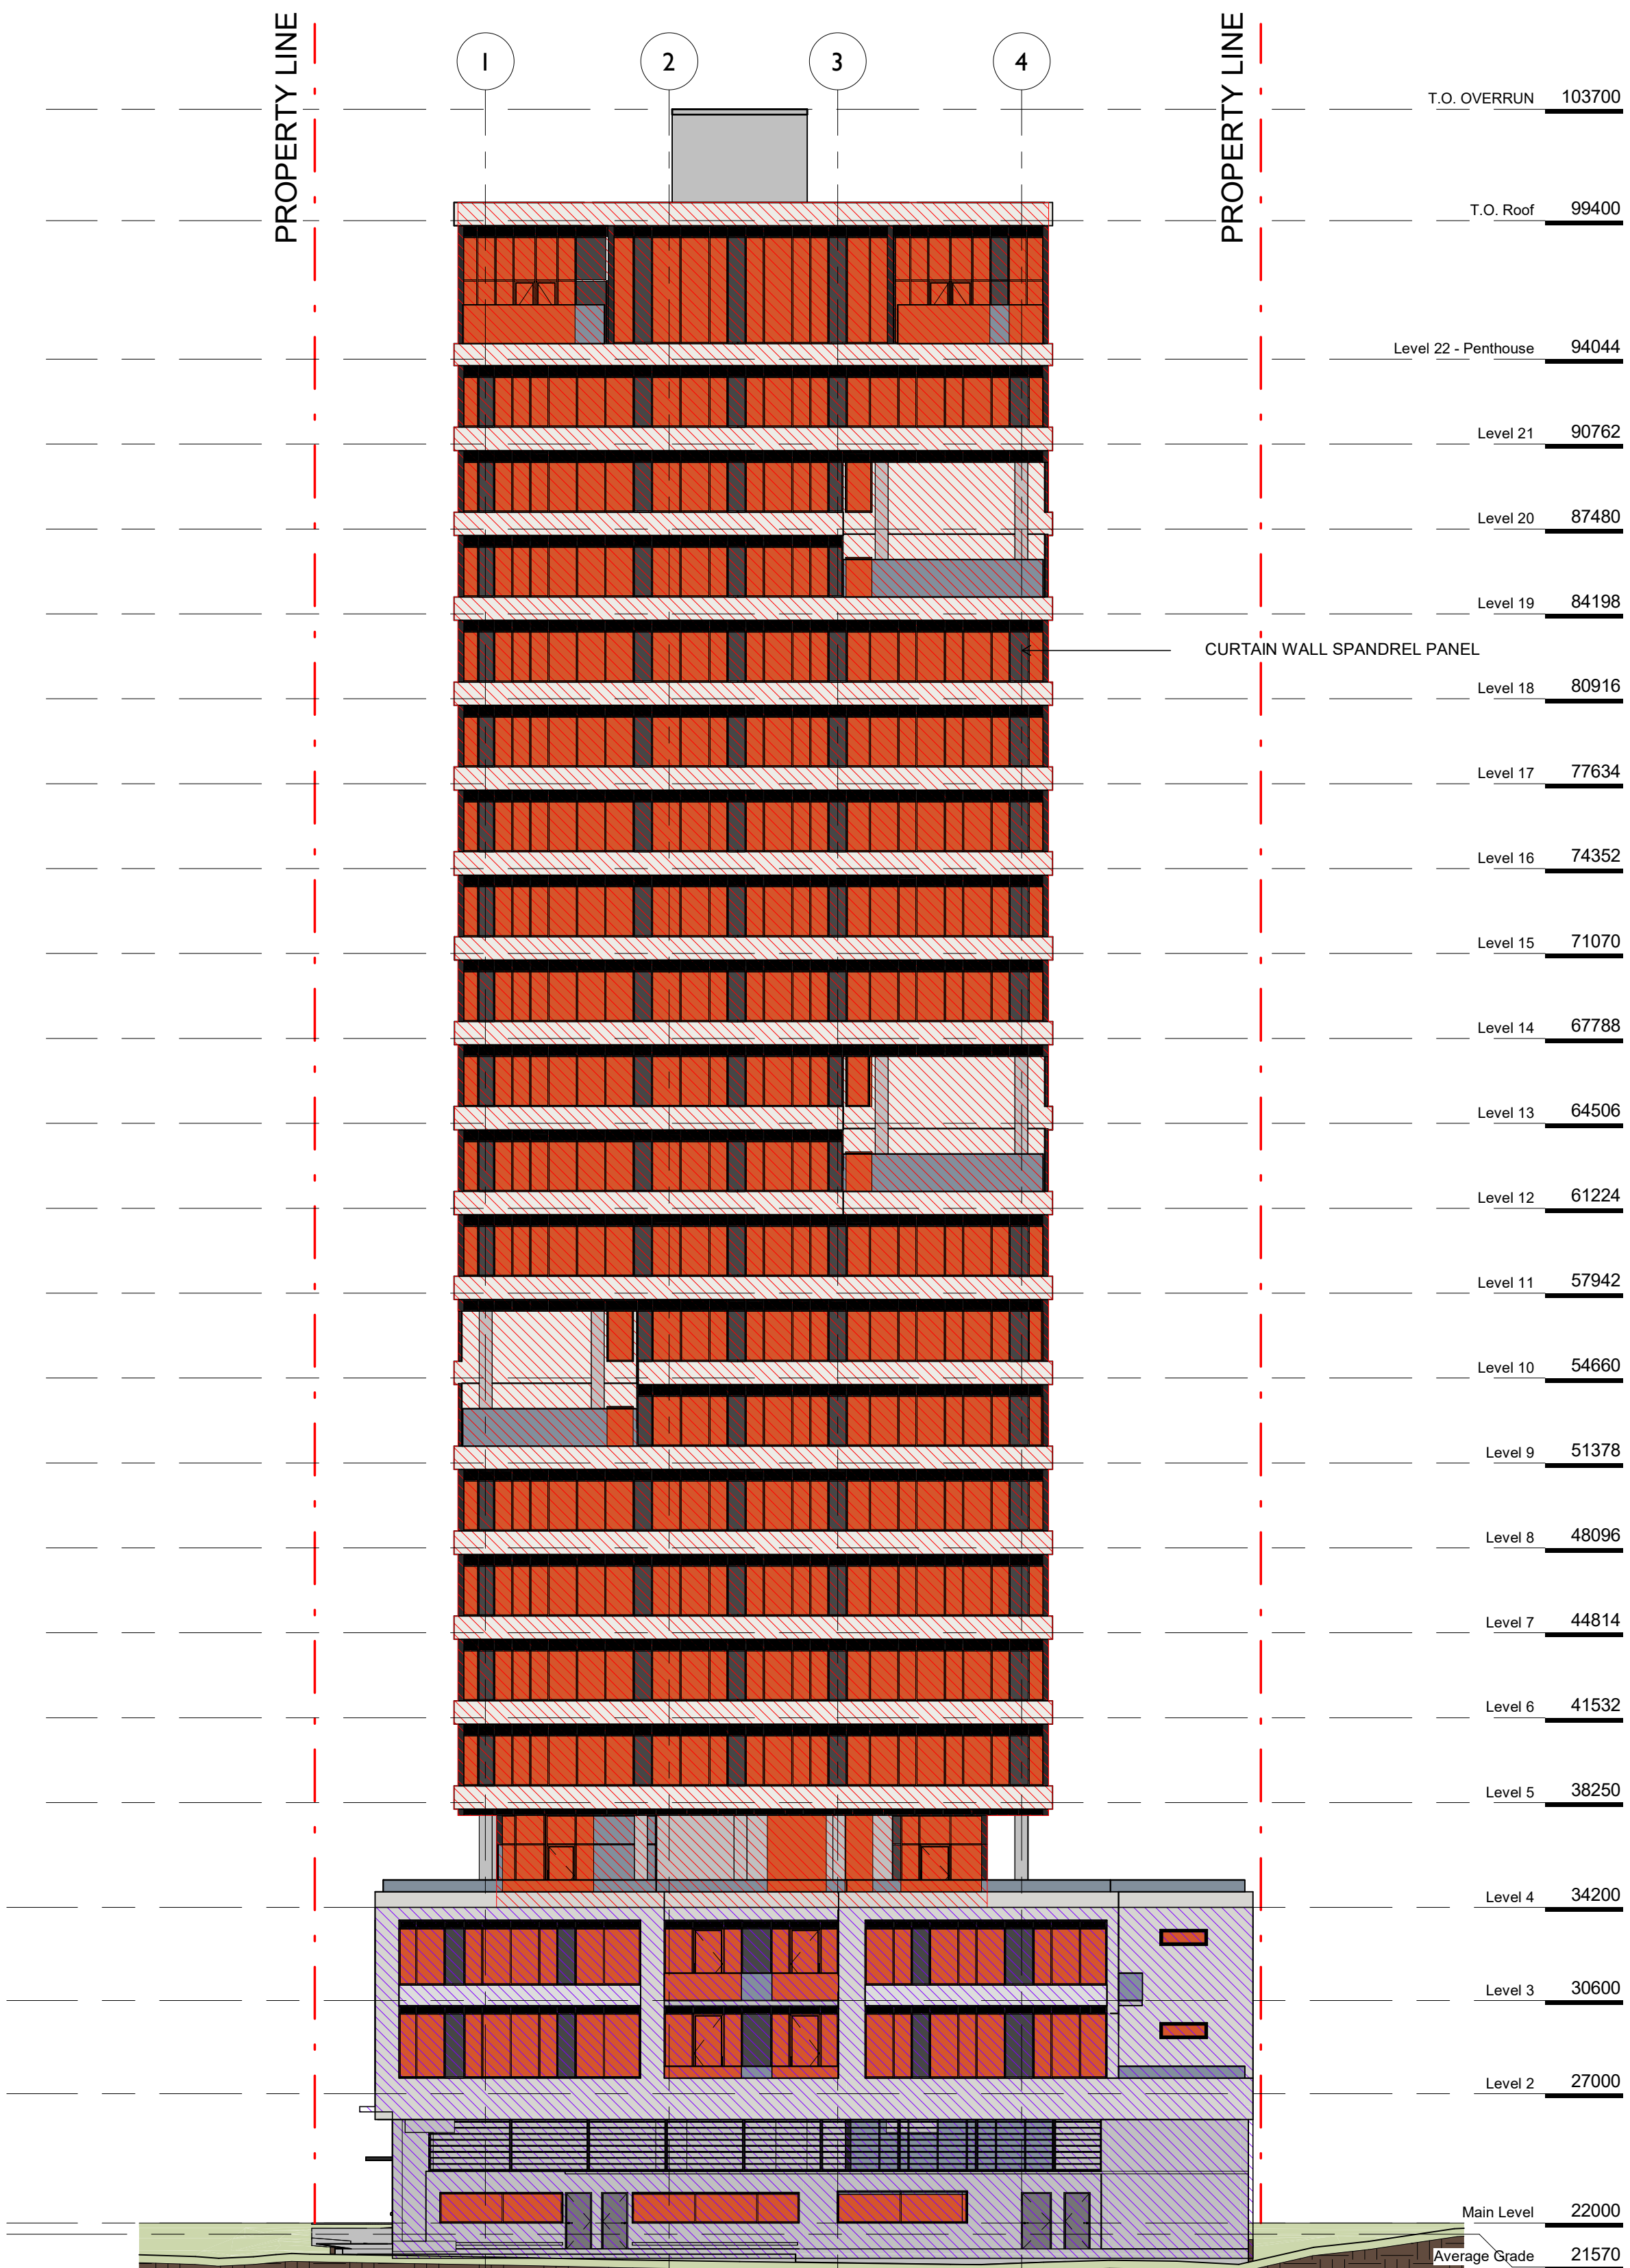 PROPERTY LINE
1
2
3
4
PROPERTY LINE
T.O. OVERRUN 103700
T.O. Roof 99400
Level 22 - Penthouse 94044
Level 21 90762
Level 20 87480
Level 19 84198
CURTAIN WALL SPANDREL PANEL
Level 18 80916
Level 17 77634
Level 16 74352
Level 15 71070
Level 14 67788
Level 13 64506
Level 12 61224
Level 11 57942
Level 10 54660
Level 9 51378
Level 8 48096
Level 7 44814
Level 6 41532
Level 5 38250
Level 4 34200
Level 3 30600
Level 2 27000
Main Level 22000
Average Grade 21570